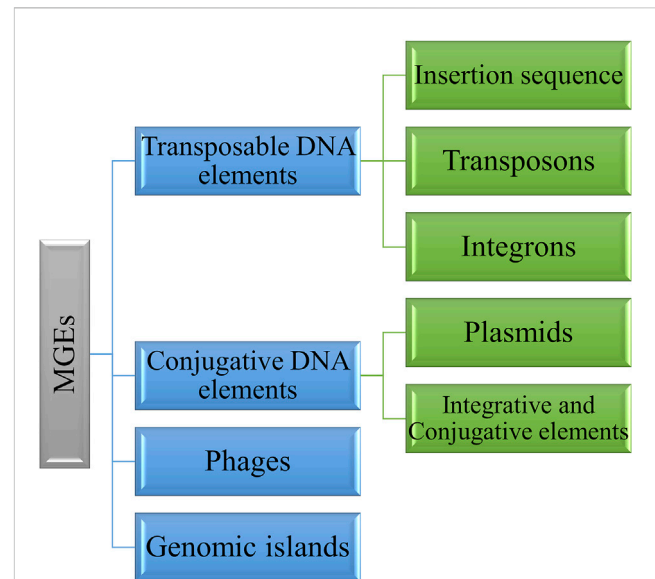 MGEs
Transposable DNA
elements
Insertion sequence
Transposons
Integrons
Conjugative DNA
elements
Plasmids
Integrative and
Conjugative elements
Phages
Genomic islands